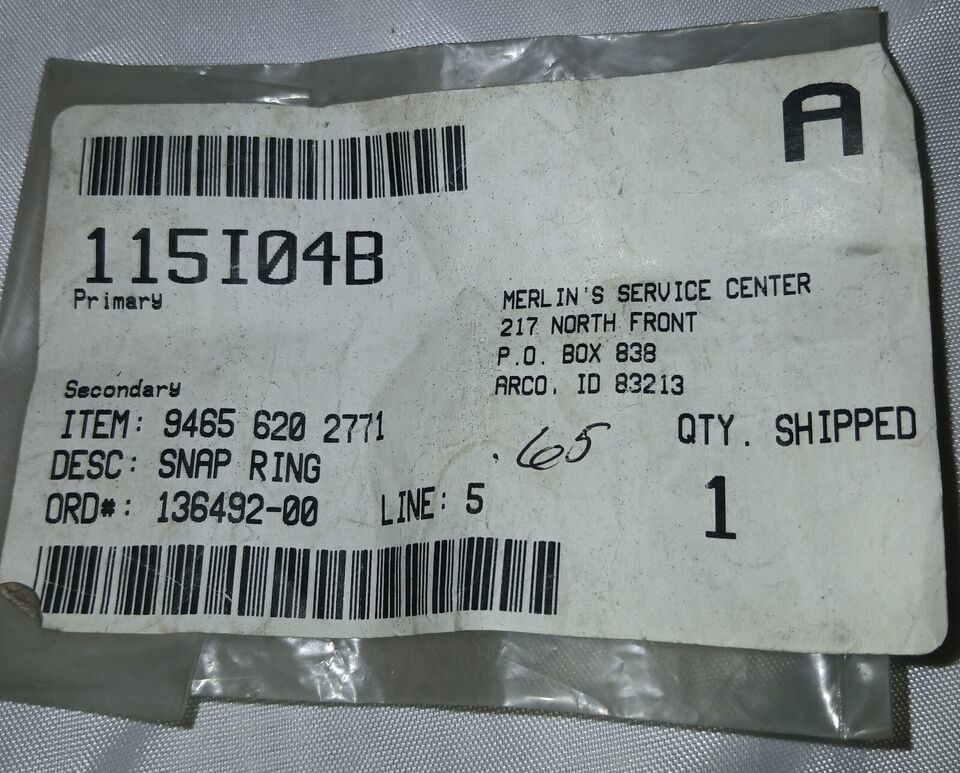 A
115I04B
Primary
MERLIN'S SERVICE CENTER
217 NORTH FRONT
P.O. BOX 838
ARCO, ID 83213
Secondary
ITEM: 9465 620 2771
DESC: SNAP RING
ORD#: 136492-00 LINE: 5
.65
QTY. SHIPPED
1